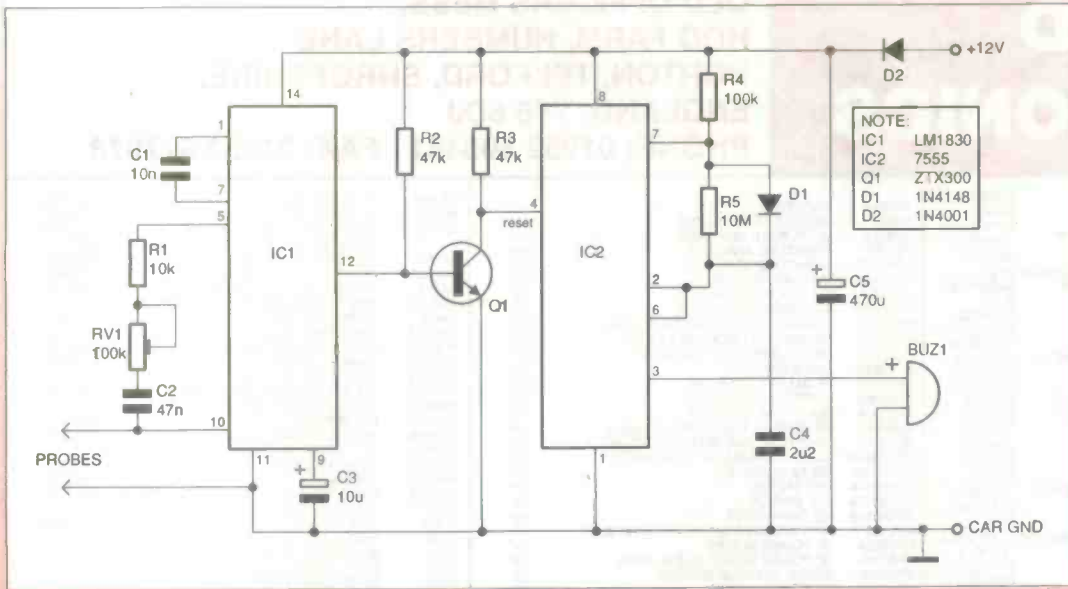 +12V
D2
14
8
R4
100k
1
C1
10n
7
R2
47k
R3
47k
7
NOTE:
IC1 LM1830
IC2 7555
Q1 ZTX300
D1 1N4148
D2 1N4001
5
4
reset
R5
10M
D1
R1
10k
IC1
12
IC2
Q1
2
6
+
C5
470u
RV1
100k
BUZ1
+
3
C2
47n
10
C4
2u2
PROBES
11
9
+
C3
10u
1
CAR GND